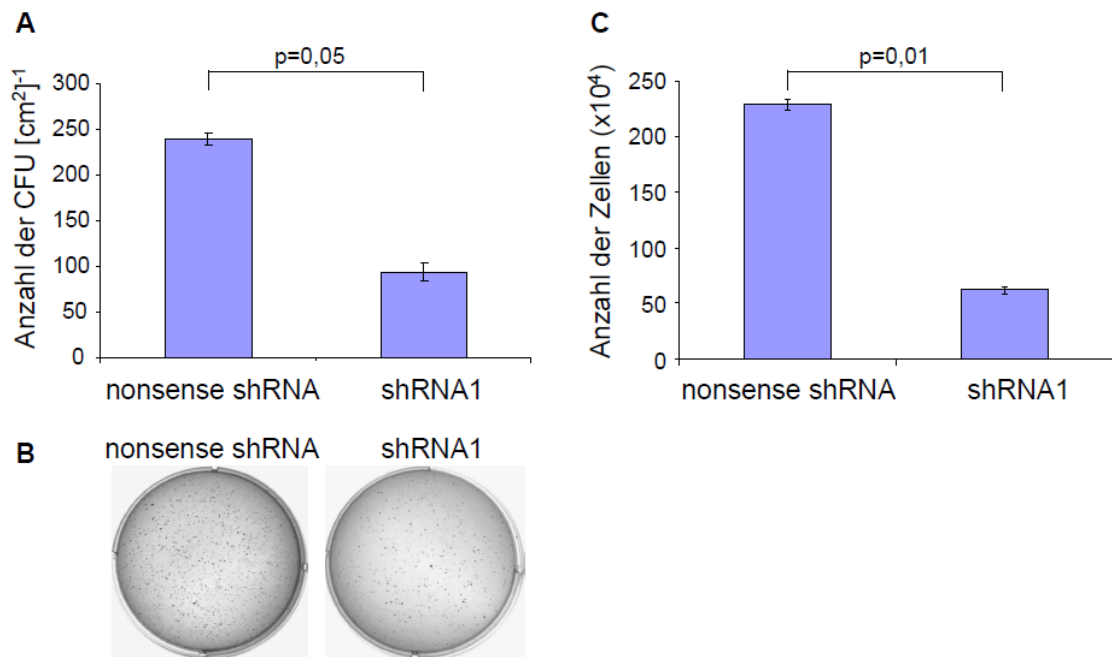 A
p=0,05
Anzahl der CFU [cm²]⁻¹
300
250
200
150
100
50
0
nonsense shRNA
shRNA1
C
p=0,01
Anzahl der Zellen (x10⁴)
250
200
150
100
50
0
nonsense shRNA
shRNA1
B
nonsense shRNA
shRNA1